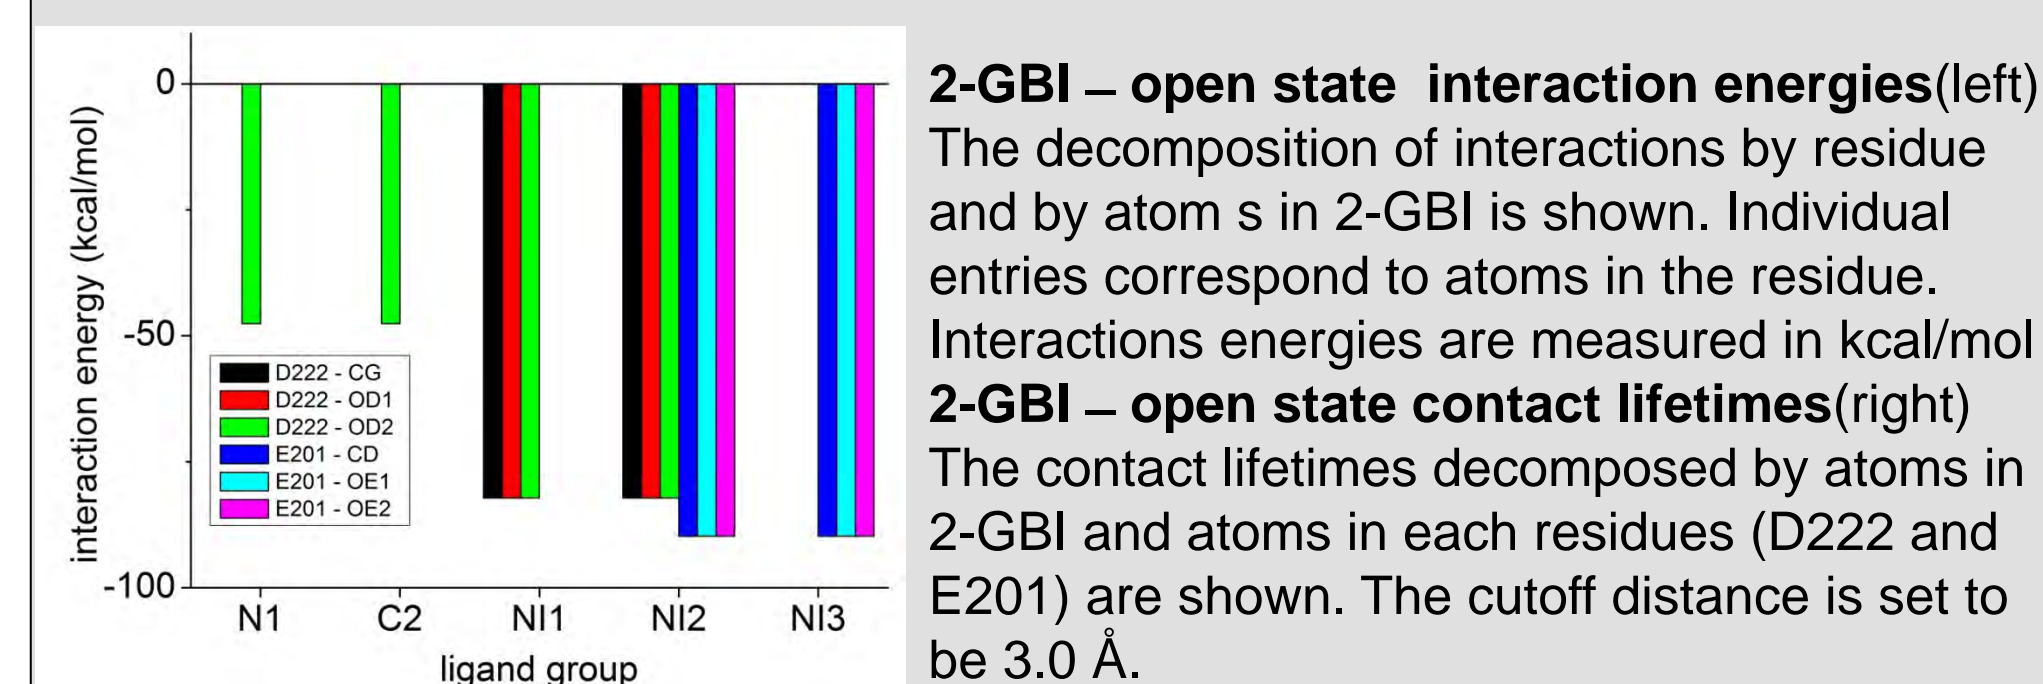 0
-50
-100
interaction energy (kcal/mol)
D222 - CG
D222 - OD1
D222 - OD2
E201 - CD
E201 - OE1
E201 - OE2
N1 C2 NI1 NI2 NI3
ligand group
2-GBI – open state interaction energies(left)
The decomposition of interactions by residue
and by atom s in 2-GBI is shown. Individual
entries correspond to atoms in the residue.
Interactions energies are measured in kcal/mol
2-GBI – open state contact lifetimes(right)
The contact lifetimes decomposed by atoms in
2-GBI and atoms in each residues (D222 and
E201) are shown. The cutoff distance is set to
be 3.0 Å.